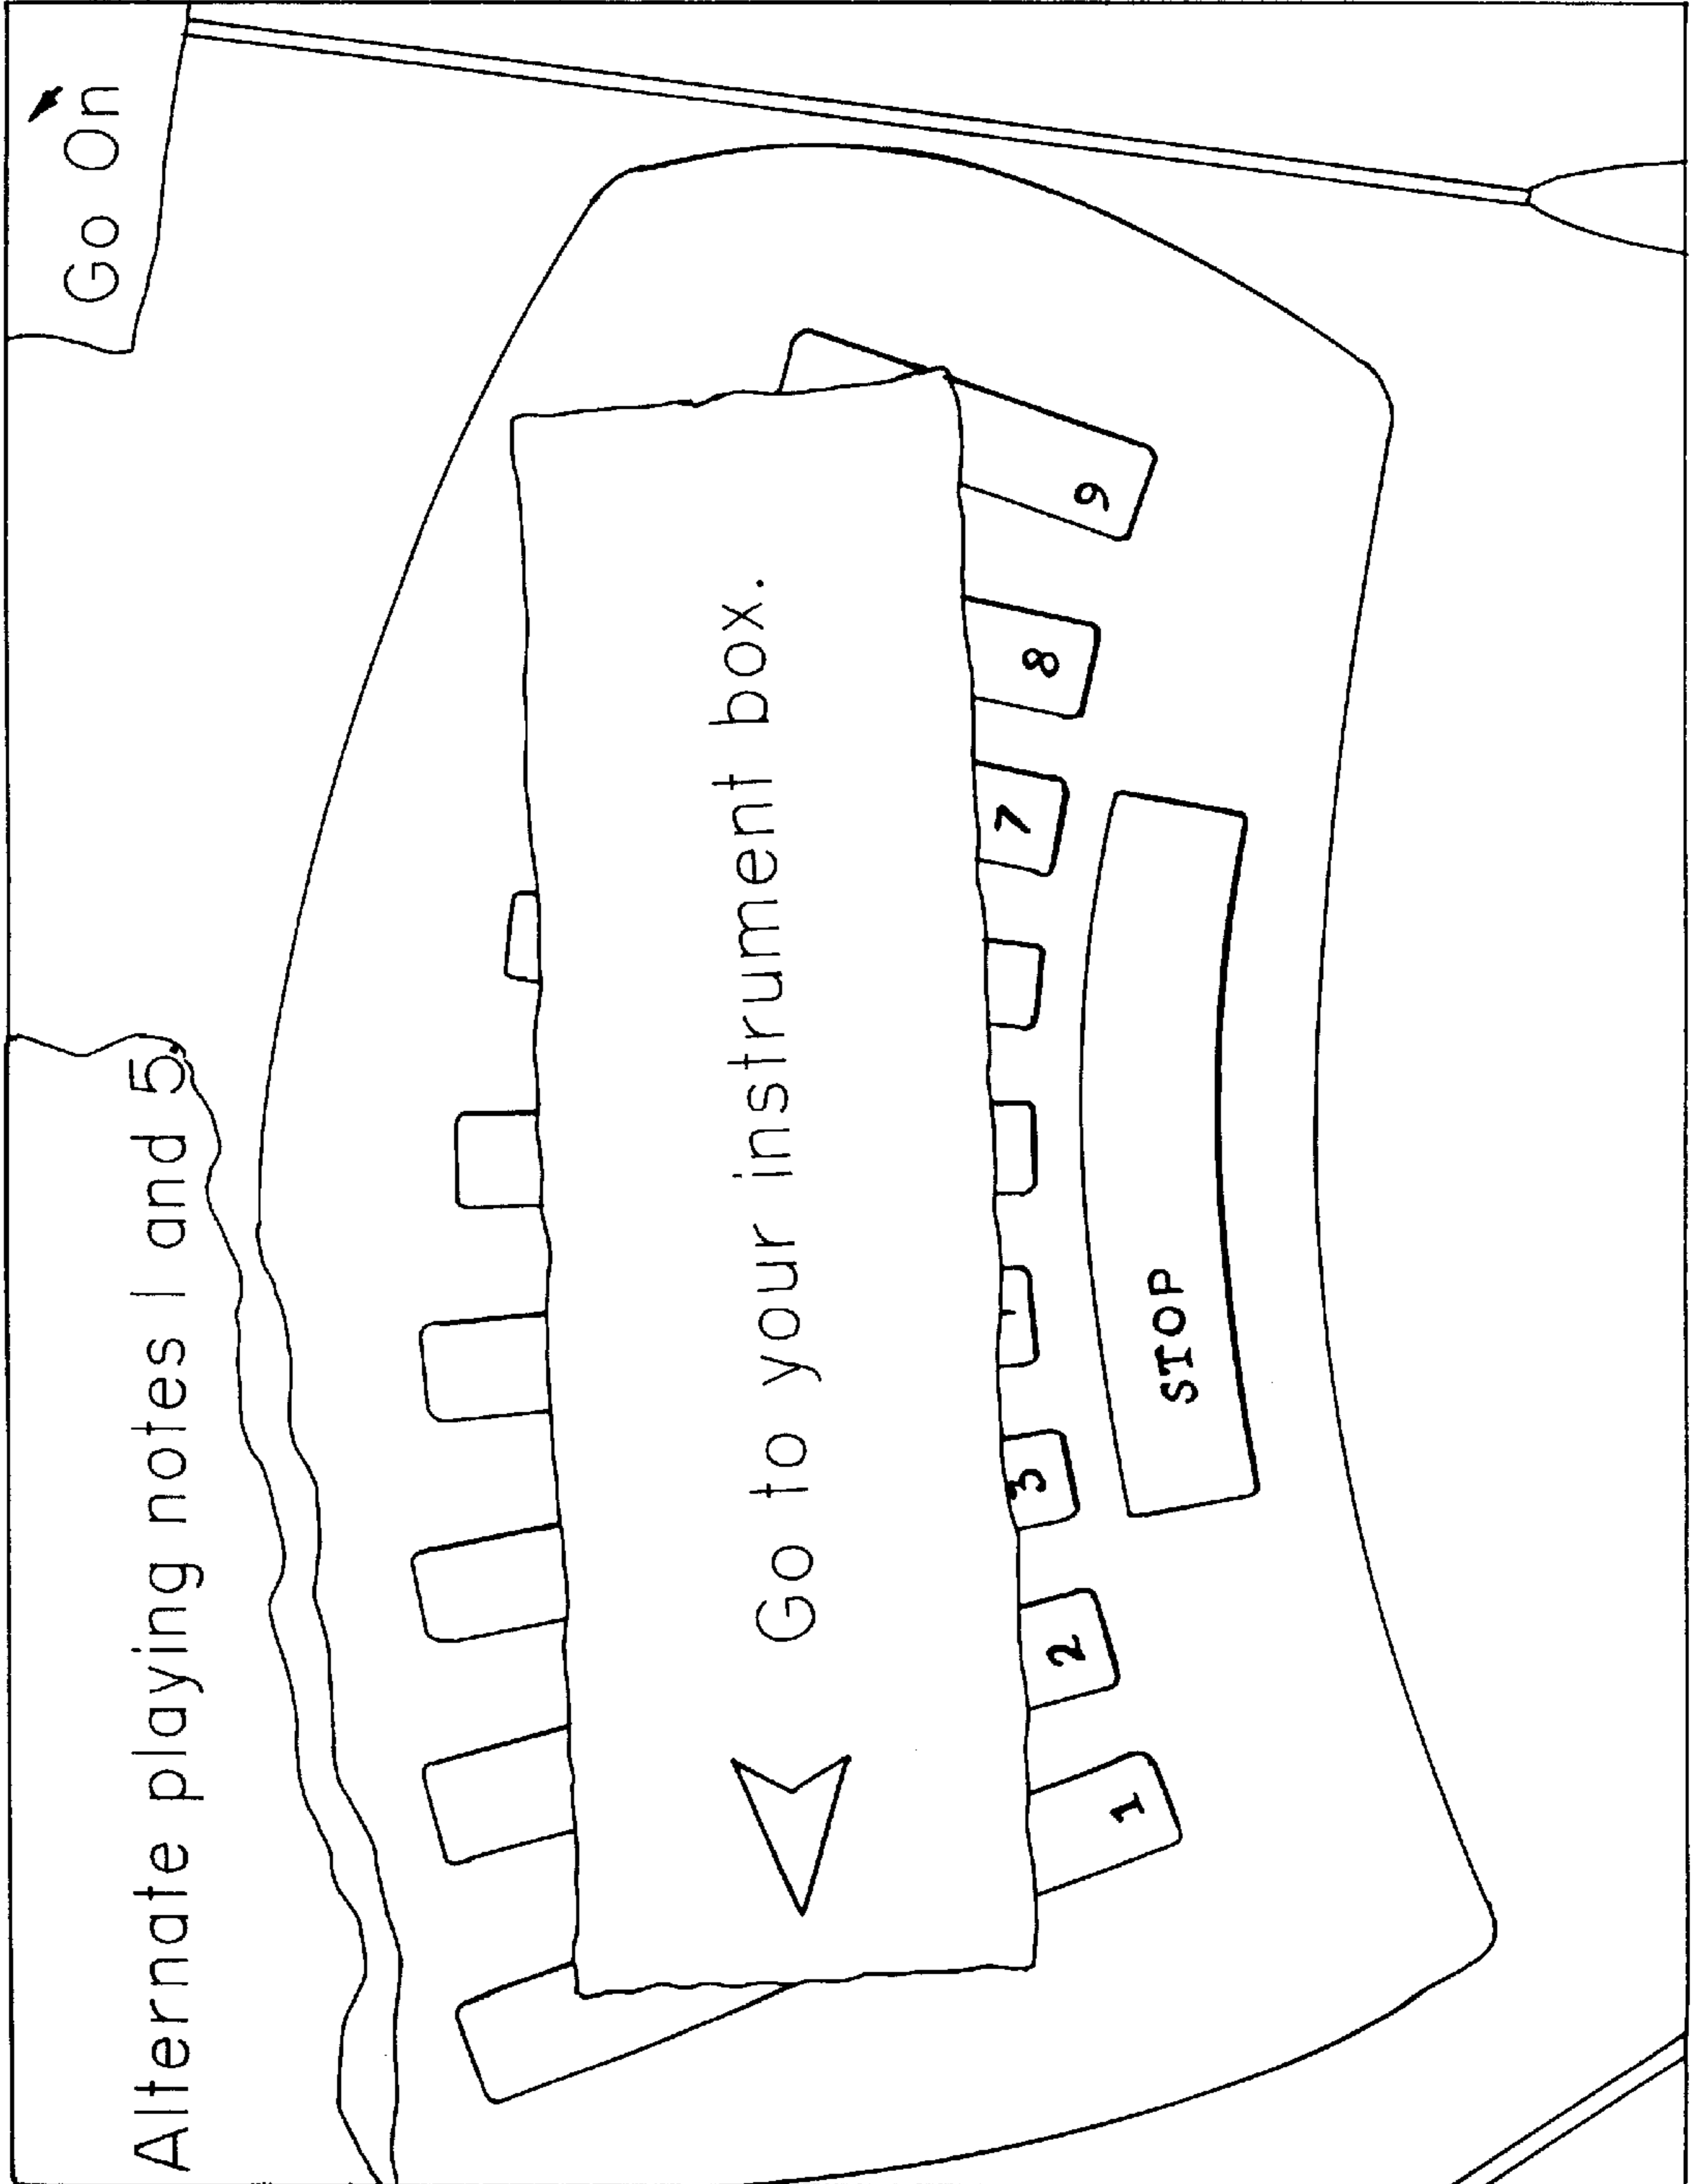 Alternate playing notes 1 and 5.
Go On
Go to your instrument box.
1
2
3
7
8
9
STOP